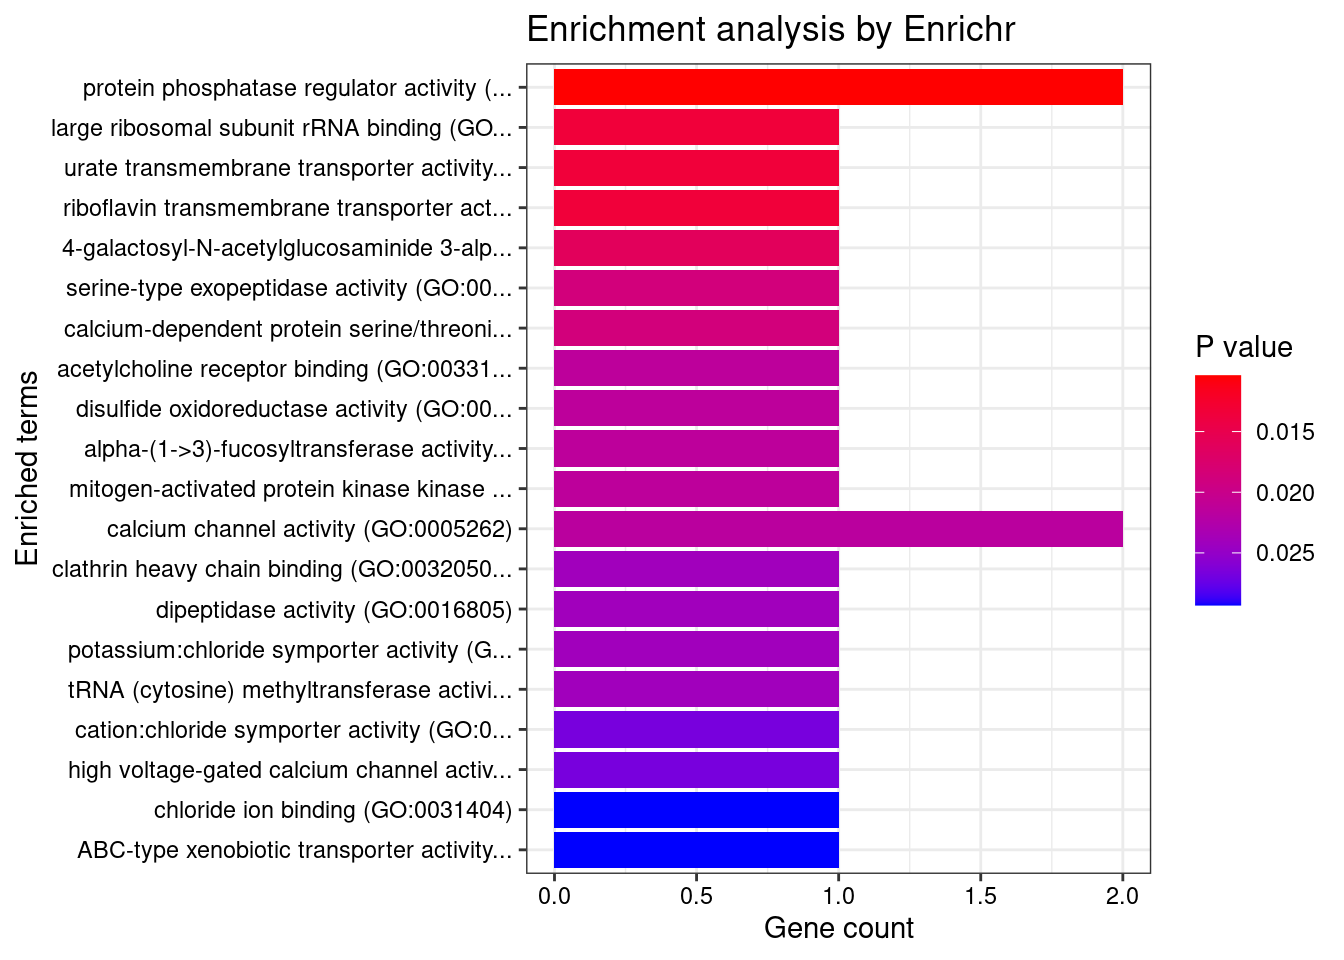 Enrichment analysis by Enrichr
protein phosphatase regulator activity (...
large ribosomal subunit rRNA binding (GO...
urate transmembrane transporter activity...
riboflavin transmembrane transporter act...
4-galactosyl-N-acetylglucosaminide 3-alp...
serine-type exopeptidase activity (GO:00...
calcium-dependent protein serine/threoni...
acetylcholine receptor binding (GO:00331...
disulfide oxidoreductase activity (GO:00...
alpha-(1->3)-fucosyltransferase activity...
mitogen-activated protein kinase kinase ...
calcium channel activity (GO:0005262)
clathrin heavy chain binding (GO:0032050...
dipeptidase activity (GO:0016805)
potassium:chloride symporter activity (G...
tRNA (cytosine) methyltransferase activi...
cation:chloride symporter activity (GO:0...
high voltage-gated calcium channel activ...
chloride ion binding (GO:0031404)
ABC-type xenobiotic transporter activity...
Enriched terms
0.0 0.5 1.0 1.5 2.0
Gene count
P value
0.015
0.020
0.025